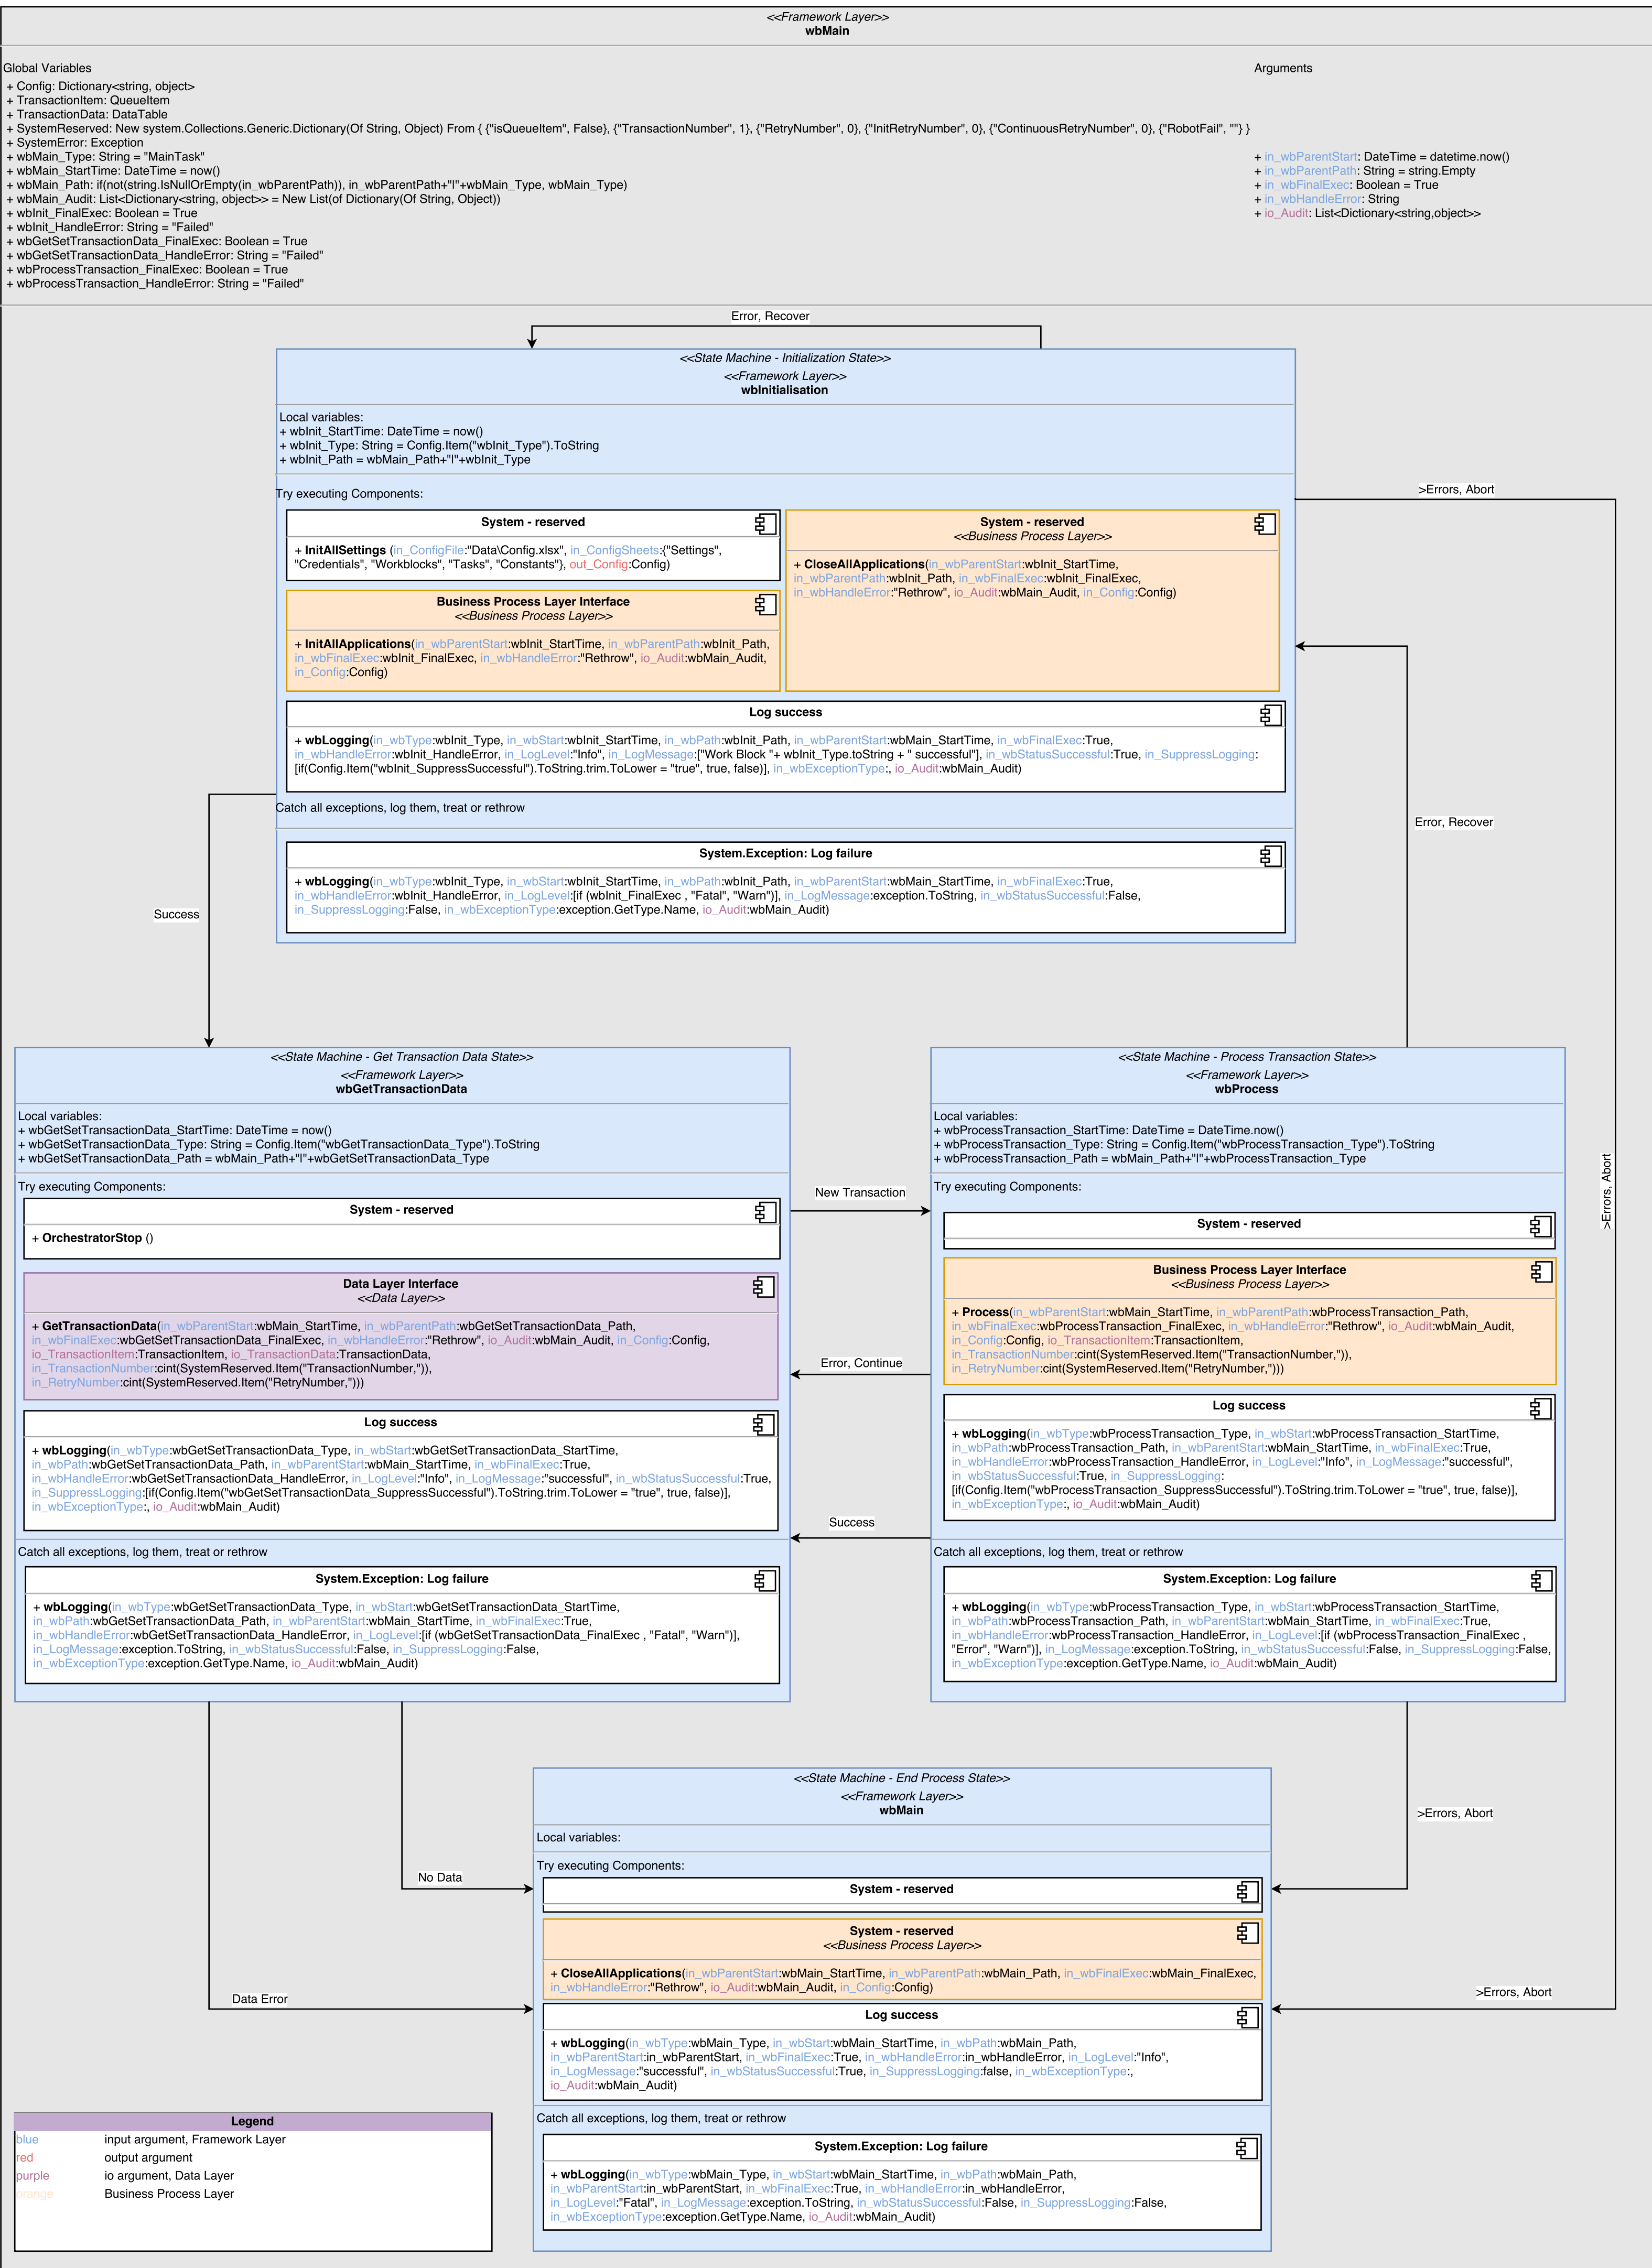 <<Framework Layer>>
wbMain
Global Variables
+ Config: Dictionary<string, object>
+ TransactionItem: QueueItem
+ TransactionData: DataTable
+ SystemReserved: New system.Collections.Generic.Dictionary(Of String, Object) From { {"isQueueItem", False}, {"TransactionNumber", 1}, {"RetryNumber", 0}, {"InitRetryNumber", 0}, {"ContinuousRetryNumber", 0}, {"RobotFail", ""} }
+ SystemError: Exception
+ wbMain_Type: String = "MainTask"
+ wbMain_StartTime: DateTime = now()
+ wbMain_Path: if(not(string.IsNullOrEmpty(in_wbParentPath)), in_wbParentPath+"l"+wbMain_Type, wbMain_Type)
+ wbMain_Audit: List<Dictionary<string, object>> = New List(of Dictionary(Of String, Object))
+ wbInit_FinalExec: Boolean = True
+ wbInit_HandleError: String = "Failed"
+ wbGetSetTransactionData_FinalExec: Boolean = True
+ wbGetSetTransactionData_HandleError: String = "Failed"
+ wbProcessTransaction_FinalExec: Boolean = True
+ wbProcessTransaction_HandleError: String = "Failed"
Arguments
+ in_wbParentStart: DateTime = datetime.now()
+ in_wbParentPath: String = string.Empty
+ in_wbFinalExec: Boolean = True
+ in_wbHandleError: String
+ io_Audit: List<Dictionary<string,object>>
Error, Recover
<<State Machine - Initialization State>>
<<Framework Layer>>
wbInitialisation
Local variables:
+ wbInit_StartTime: DateTime = now()
+ wbInit_Type: String = Config.Item("wbInit_Type").ToString
+ wbInit_Path = wbMain_Path+"l"+wbInit_Type
Try executing Components:
System - reserved
+ InitAllSettings (in_ConfigFile:"Data\Config.xlsx", in_ConfigSheets:{"Settings",
"Credentials", "Workblocks", "Tasks", "Constants"}, out_Config:Config)
Business Process Layer Interface
<<Business Process Layer>>
+ InitAllApplications(in_wbParentStart:wbInit_StartTime, in_wbParentPath:wbInit_Path,
in_wbFinalExec:wbInit_FinalExec, in_wbHandleError:"Rethrow", io_Audit:wbMain_Audit,
in_Config:Config)
System - reserved
<<Business Process Layer>>
+ CloseAllApplications(in_wbParentStart:wbInit_StartTime,
in_wbParentPath:wbInit_Path, in_wbFinalExec:wbInit_FinalExec,
in_wbHandleError:"Rethrow", io_Audit:wbMain_Audit, in_Config:Config)
Log success
+ wbLogging(in_wbType:wbInit_Type, in_wbStart:wbInit_StartTime, in_wbPath:wbInit_Path, in_wbParentStart:wbMain_StartTime, in_wbFinalExec:True,
in_wbHandleError:wbInit_HandleError, in_LogLevel:"Info", in_LogMessage:["Work Block "+ wbInit_Type.toString + " successful"], in_wbStatusSuccessful:True, in_SuppressLogging:
[if(Config.Item("wbInit_SuppressSuccessful").ToString.trim.ToLower = "true", true, false)], in_wbExceptionType:, io_Audit:wbMain_Audit)
Catch all exceptions, log them, treat or rethrow
System.Exception: Log failure
+ wbLogging(in_wbType:wbInit_Type, in_wbStart:wbInit_StartTime, in_wbPath:wbInit_Path, in_wbParentStart:wbMain_StartTime, in_wbFinalExec:True,
in_wbHandleError:wbInit_HandleError, in_LogLevel:[if (wbInit_FinalExec , "Fatal", "Warn")], in_LogMessage:exception.ToString, in_wbStatusSuccessful:False,
in_SuppressLogging:False, in_wbExceptionType:exception.GetType.Name, io_Audit:wbMain_Audit)
>Errors, Abort
Error, Recover
Success
<<State Machine - Get Transaction Data State>>
<<Framework Layer>>
wbGetTransactionData
Local variables:
+ wbGetSetTransactionData_StartTime: DateTime = now()
+ wbGetSetTransactionData_Type: String = Config.Item("wbGetTransactionData_Type").ToString
+ wbGetSetTransactionData_Path = wbMain_Path+"l"+wbGetSetTransactionData_Type
Try executing Components:
System - reserved
+ OrchestratorStop ()
Data Layer Interface
<<Data Layer>>
+ GetTransactionData(in_wbParentStart:wbMain_StartTime, in_wbParentPath:wbGetSetTransactionData_Path,
in_wbFinalExec:wbGetSetTransactionData_FinalExec, in_wbHandleError:"Rethrow", io_Audit:wbMain_Audit, in_Config:Config,
io_TransactionItem:TransactionItem, io_TransactionData:TransactionData,
in_TransactionNumber:cint(SystemReserved.Item("TransactionNumber,")),
in_RetryNumber:cint(SystemReserved.Item("RetryNumber,")))
Log success
+ wbLogging(in_wbType:wbGetSetTransactionData_Type, in_wbStart:wbGetSetTransactionData_StartTime,
in_wbPath:wbGetSetTransactionData_Path, in_wbParentStart:wbMain_StartTime, in_wbFinalExec:True,
in_wbHandleError:wbGetSetTransactionData_HandleError, in_LogLevel:"Info", in_LogMessage:"successful", in_wbStatusSuccessful:True,
in_SuppressLogging:[if(Config.Item("wbGetSetTransactionData_SuppressSuccessful").ToString.trim.ToLower = "true", true, false)],
in_wbExceptionType:, io_Audit:wbMain_Audit)
Catch all exceptions, log them, treat or rethrow
System.Exception: Log failure
+ wbLogging(in_wbType:wbGetSetTransactionData_Type, in_wbStart:wbGetSetTransactionData_StartTime,
in_wbPath:wbGetSetTransactionData_Path, in_wbParentStart:wbMain_StartTime, in_wbFinalExec:True,
in_wbHandleError:wbGetSetTransactionData_HandleError, in_LogLevel:[if (wbGetSetTransactionData_FinalExec , "Fatal", "Warn")],
in_LogMessage:exception.ToString, in_wbStatusSuccessful:False, in_SuppressLogging:False,
in_wbExceptionType:exception.GetType.Name, io_Audit:wbMain_Audit)
New Transaction
Error, Continue
Success
<<State Machine - Process Transaction State>>
<<Framework Layer>>
wbProcess
Local variables:
+ wbProcessTransaction_StartTime: DateTime = DateTime.now()
+ wbProcessTransaction_Type: String = Config.Item("wbProcessTransaction_Type").ToString
+ wbProcessTransaction_Path = wbMain_Path+"l"+wbProcessTransaction_Type
Try executing Components:
System - reserved
Business Process Layer Interface
<<Business Process Layer>>
+ Process(in_wbParentStart:wbMain_StartTime, in_wbParentPath:wbProcessTransaction_Path,
in_wbFinalExec:wbProcessTransaction_FinalExec, in_wbHandleError:"Rethrow", io_Audit:wbMain_Audit,
in_Config:Config, io_TransactionItem:TransactionItem,
in_TransactionNumber:cint(SystemReserved.Item("TransactionNumber,")),
in_RetryNumber:cint(SystemReserved.Item("RetryNumber,")))
Log success
+ wbLogging(in_wbType:wbProcessTransaction_Type, in_wbStart:wbProcessTransaction_StartTime,
in_wbPath:wbProcessTransaction_Path, in_wbParentStart:wbMain_StartTime, in_wbFinalExec:True,
in_wbHandleError:wbProcessTransaction_HandleError, in_LogLevel:"Info", in_LogMessage:"successful",
in_wbStatusSuccessful:True, in_SuppressLogging:
[if(Config.Item("wbProcessTransaction_SuppressSuccessful").ToString.trim.ToLower = "true", true, false)],
in_wbExceptionType:, io_Audit:wbMain_Audit)
Catch all exceptions, log them, treat or rethrow
System.Exception: Log failure
+ wbLogging(in_wbType:wbProcessTransaction_Type, in_wbStart:wbProcessTransaction_StartTime,
in_wbPath:wbProcessTransaction_Path, in_wbParentStart:wbMain_StartTime, in_wbFinalExec:True,
in_wbHandleError:wbProcessTransaction_HandleError, in_LogLevel:[if (wbProcessTransaction_FinalExec ,
"Error", "Warn")], in_LogMessage:exception.ToString, in_wbStatusSuccessful:False, in_SuppressLogging:False,
in_wbExceptionType:exception.GetType.Name, io_Audit:wbMain_Audit)
>Errors, Abort
>Errors, Abort
No Data
Data Error
>Errors, Abort
<<State Machine - End Process State>>
<<Framework Layer>>
wbMain
Local variables:
Try executing Components:
System - reserved
System - reserved
<<Business Process Layer>>
+ CloseAllApplications(in_wbParentStart:wbMain_StartTime, in_wbParentPath:wbMain_Path, in_wbFinalExec:wbMain_FinalExec,
in_wbHandleError:"Rethrow", io_Audit:wbMain_Audit, in_Config:Config)
Log success
+ wbLogging(in_wbType:wbMain_Type, in_wbStart:wbMain_StartTime, in_wbPath:wbMain_Path,
in_wbParentStart:in_wbParentStart, in_wbFinalExec:True, in_wbHandleError:in_wbHandleError, in_LogLevel:"Info",
in_LogMessage:"successful", in_wbStatusSuccessful:True, in_SuppressLogging:false, in_wbExceptionType:,
io_Audit:wbMain_Audit)
Catch all exceptions, log them, treat or rethrow
System.Exception: Log failure
+ wbLogging(in_wbType:wbMain_Type, in_wbStart:wbMain_StartTime, in_wbPath:wbMain_Path,
in_wbParentStart:in_wbParentStart, in_wbFinalExec:True, in_wbHandleError:in_wbHandleError,
in_LogLevel:"Fatal", in_LogMessage:exception.ToString, in_wbStatusSuccessful:False, in_SuppressLogging:False,
in_wbExceptionType:exception.GetType.Name, io_Audit:wbMain_Audit)
Legend
blue input argument, Framework Layer
red output argument
purple io argument, Data Layer
orange Business Process Layer